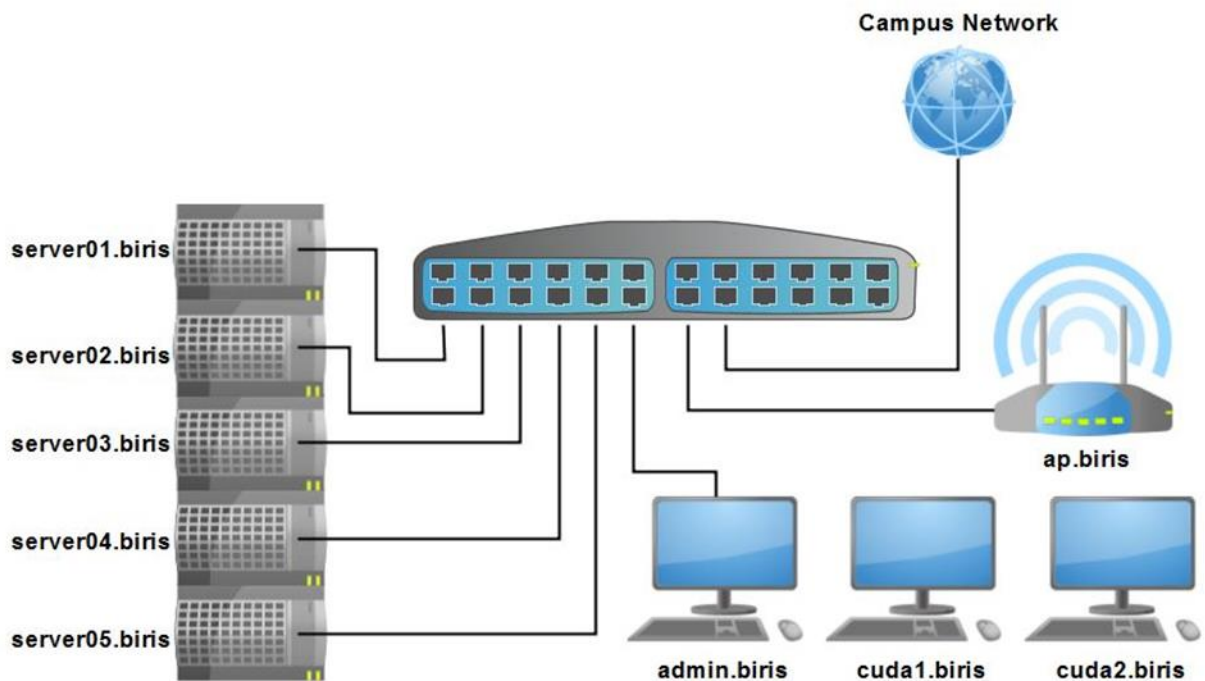 Campus Network
server01.biris
server02.biris
server03.biris
server04.biris
server05.biris
ap.biris
admin.biris
cuda1.biris
cuda2.biris